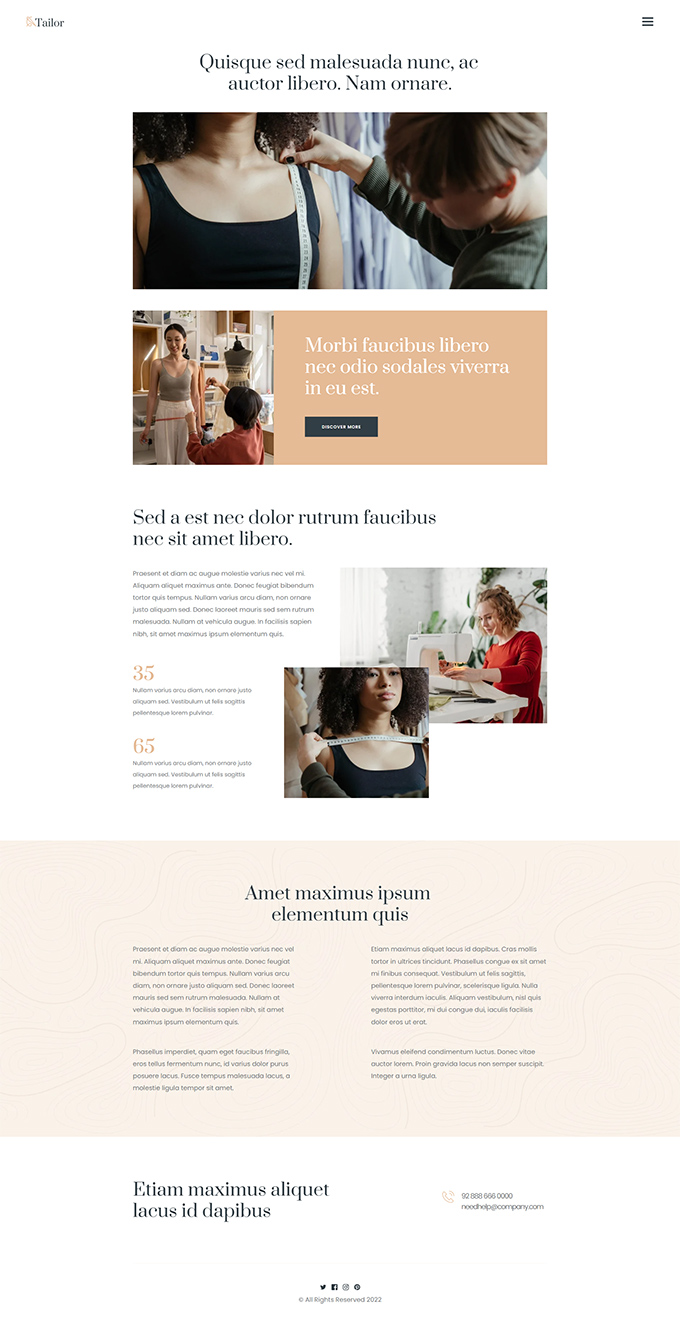 Tailor
Quisque sed malesuada nunc, ac
auctor libero. Nam ornare.
Morbi faucibus libero
nec odio sodales viverra
in eu est.
DISCOVER MORE
Sed a est nec dolor rutrum faucibus
nec sit amet libero.
Praesent et diam ac augue molestie varius nec vel mi.
Aliquam aliquet maximus ante. Donec feugiat bibendum
tortor quis tempus. Nullam varius arcu diam, non ornare
justo aliquam sed. Donec laoreet mauris sed sem rutrum
malesuada. Nullam at vehicula augue. In facilisis sapien
nibh, sit amet maximus ipsum elementum quis.
35
Nullam varius arcu diam, non ornare justo
aliquam sed. Vestibulum ut felis sagittis
pellentesque lorem pulvinar.
65
Nullam varius arcu diam, non ornare justo
aliquam sed. Vestibulum ut felis sagittis
pellentesque lorem pulvinar.
Amet maximus ipsum
elementum quis
Praesent et diam ac augue molestie varius nec vel
mi. Aliquam aliquet maximus ante. Donec feugiat
bibendum tortor quis tempus. Nullam varius arcu
diam, non ornare justo aliquam sed. Donec laoreet
mauris sed sem rutrum malesuada. Nullam at
vehicula augue. In facilisis sapien nibh, sit amet
maximus ipsum elementum quis.
Phasellus imperdiet, quam eget faucibus fringilla,
eros tellus fermentum nunc, id varius dolor purus
posuere lacus. Fusce tempus malesuada lacus, a
molestie ligula tempor sit amet.
Etiam maximus aliquet lacus id dapibus. Cras mollis
tortor in ultrices tincidunt. Phasellus congue ex sit amet
mi finibus consequat. Vestibulum ut felis sagittis,
pellentesque lorem pulvinar, scelerisque ligula. Nulla
viverra interdum iaculis. Aliquam vestibulum, nisl quis
egestas porttitor, mi dui congue dui, iaculis facilisis
dolor eros ut erat.
Vivamus eleifend condimentum luctus. Donec vitae
auctor lorem. Proin gravida lacus non semper suscipit.
Integer a urna ligula.
Etiam maximus aliquet
lacus id dapibus
92 888 666 0000
needhelp@company.com
© All Rights Reserved 2022